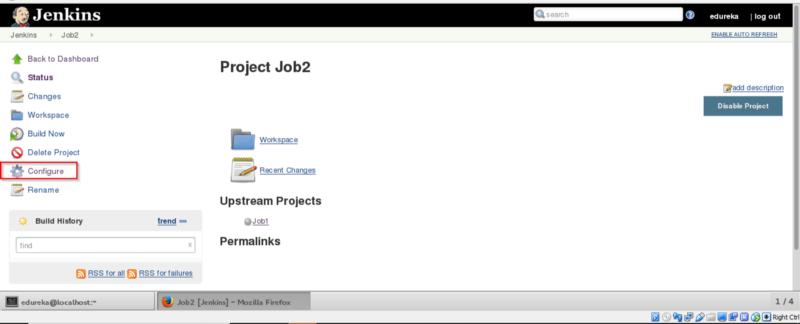 Jenkins
search
edureka | log out
Jenkins Job2
ENABLE AUTO REFRESH
Back to Dashboard
Status
Changes
Workspace
Build Now
Delete Project
Configure
Rename
Build History trend
find x
RSS for all RSS for failures
Project Job2
add description
Disable Project
Workspace
Recent Changes
Upstream Projects
Job1
Permalinks
edureka@localhost:~
Job2 [Jenkins] - Mozilla Firefox
1 / 4
Right Ctrl